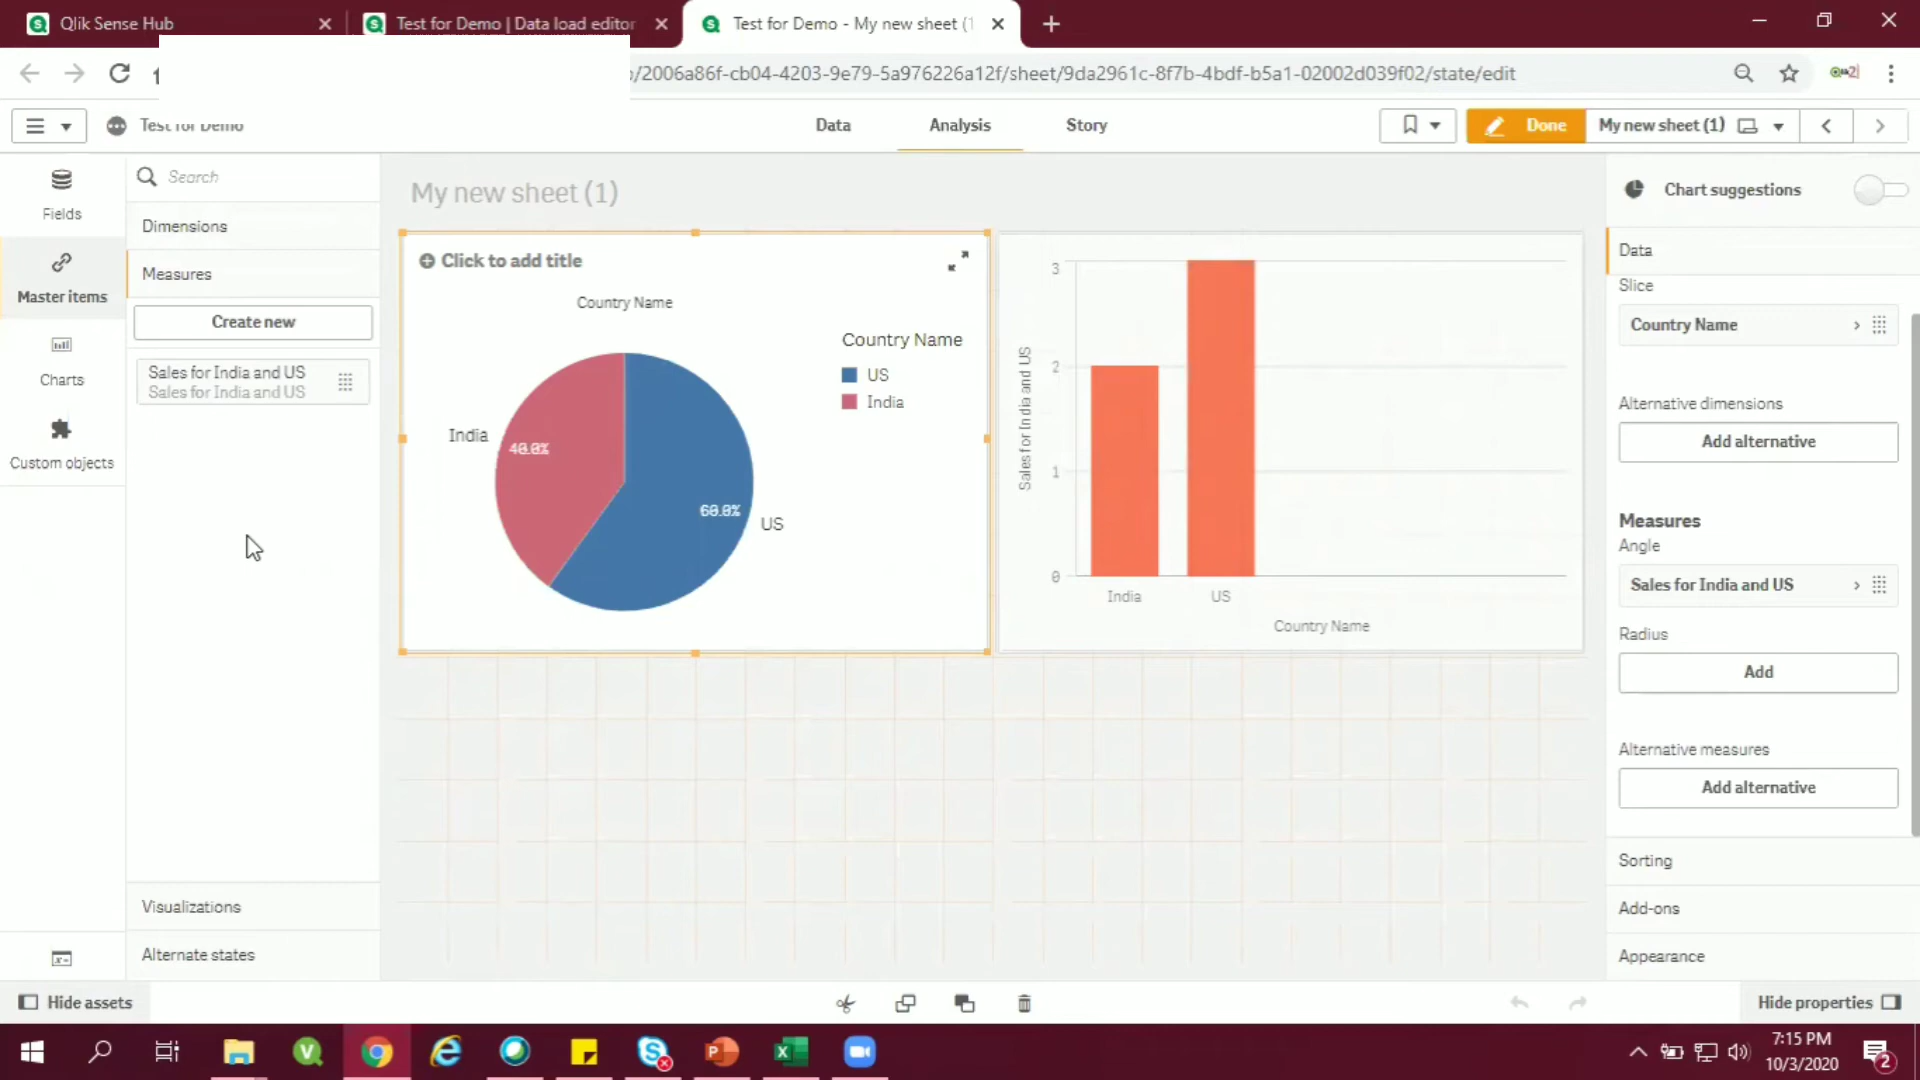 Qlik Sense Hub
Test for Demo | Data load editor
Test for Demo - My new sheet (1
/2006a86f-cb04-4203-9e79-5a976226a12f/sheet/9da2961c-8f7b-4bdf-b5a1-02002d039f02/state/edit
Test for Demo
Data
Analysis
Story
Done
My new sheet (1)
Fields
Master items
Charts
Custom objects
Search
Dimensions
Measures
Create new
Sales for India and US
Sales for India and US
Visualizations
Alternate states
My new sheet (1)
Click to add title
Country Name
Country Name
US
India
India
40.0%
60.0%
US
Sales for India and US
3
2
1
0
India
US
Country Name
Chart suggestions
Data
Slice
Country Name
Alternative dimensions
Add alternative
Measures
Angle
Sales for India and US
Radius
Add
Alternative measures
Add alternative
Sorting
Add-ons
Appearance
Hide assets
Hide properties
7:15 PM
10/3/2020
2